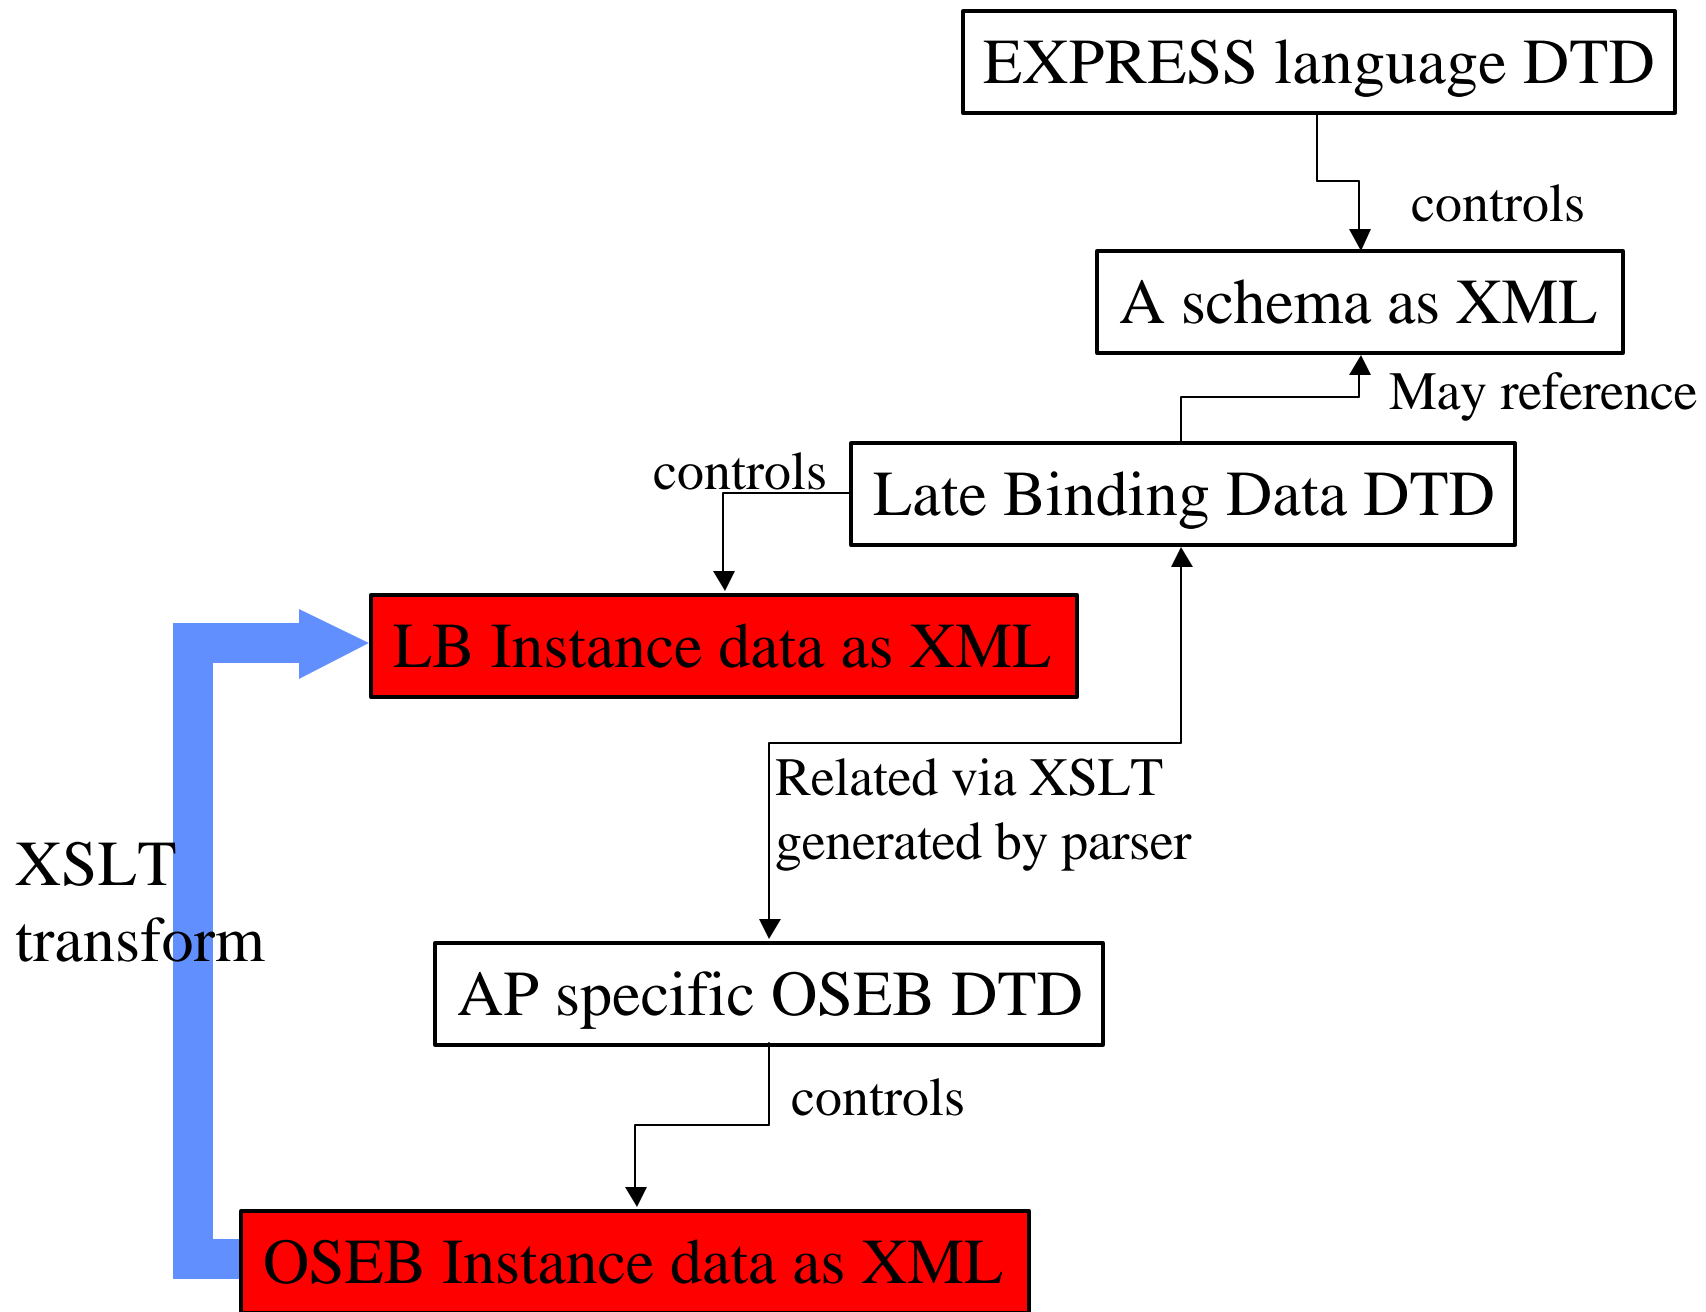 EXPRESS language DTD
controls
A schema as XML
May reference
controls
Late Binding Data DTD
LB Instance data as XML
Related via XSLT
generated by parser
XSLT
transform
AP specific OSEB DTD
controls
OSEB Instance data as XML